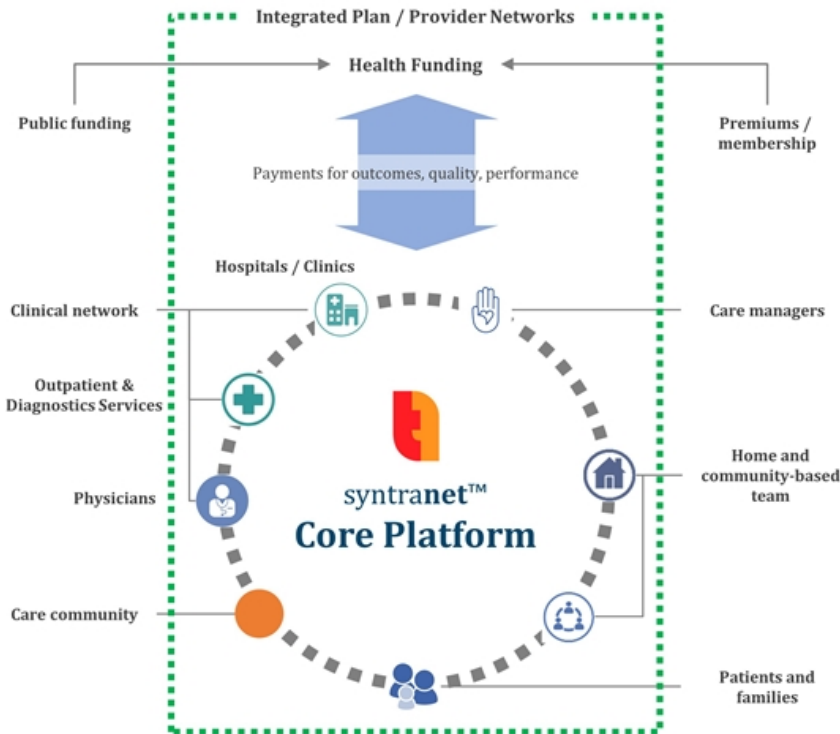 Integrated Plan / Provider Networks
Health Funding
Public funding
Premiums /
membership
Payments for outcomes, quality, performance
Hospitals / Clinics
Clinical network
Care managers
Outpatient &
Diagnostics Services
Home and
community-based
team
Physicians
syntranet™
Core Platform
Care community
Patients and
families